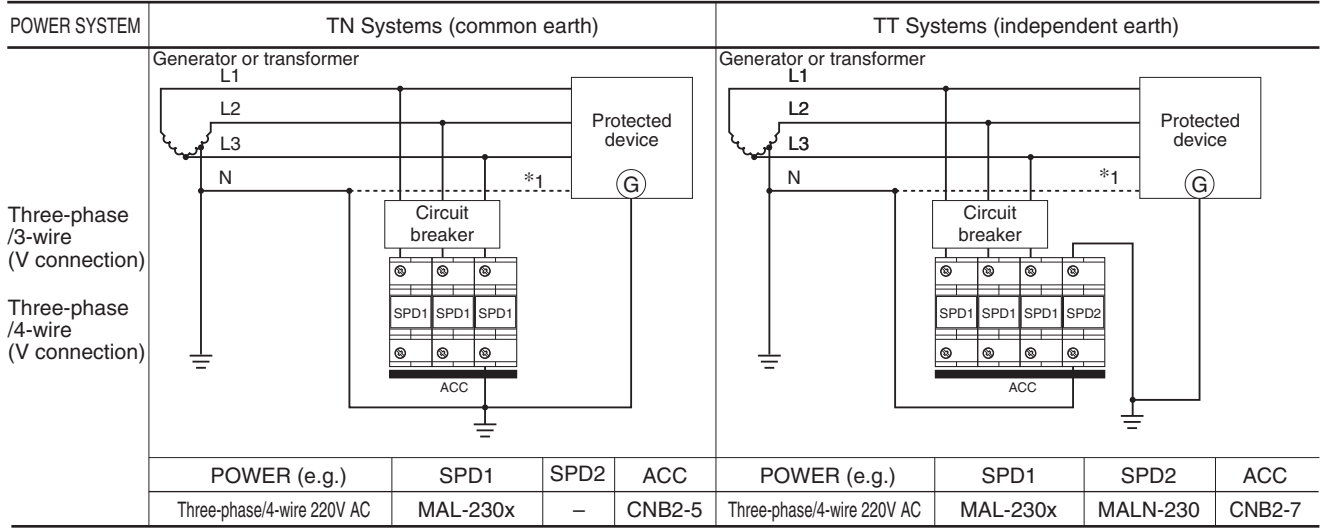 POWER SYSTEM
TN Systems (common earth)
TT Systems (independent earth)
Three-phase
/3-wire
(V connection)
Three-phase
/4-wire
(V connection)
Generator or transformer
L1
L2
L3
N
*1
Protected
device
G
Circuit
breaker
SPD1 SPD1 SPD1
ACC
Generator or transformer
L1
L2
L3
N
*1
Protected
device
G
Circuit
breaker
SPD1 SPD1 SPD1 SPD2
ACC
POWER (e.g.) SPD1 SPD2 ACC POWER (e.g.) SPD1 SPD2 ACC
Three-phase/4-wire 220V AC MAL-230x – CNB2-5 Three-phase/4-wire 220V AC MAL-230x MALN-230 CNB2-7